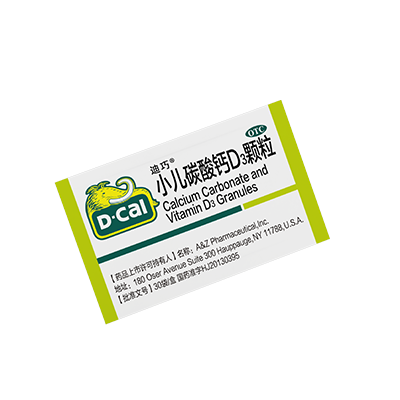 OTC
迪巧®
小儿碳酸钙D3颗粒
Calcium Carbonate and
Vitamin D3 Granules
D·Cal
【药品上市许可持有人】名称：A&Z Pharmaceutical,Inc.
地址：180 Oser Avenue Suite 300 Hauppauge,NY 11788,U.S.A.
【批准文号】30袋/盒 国药准字HJ20130395